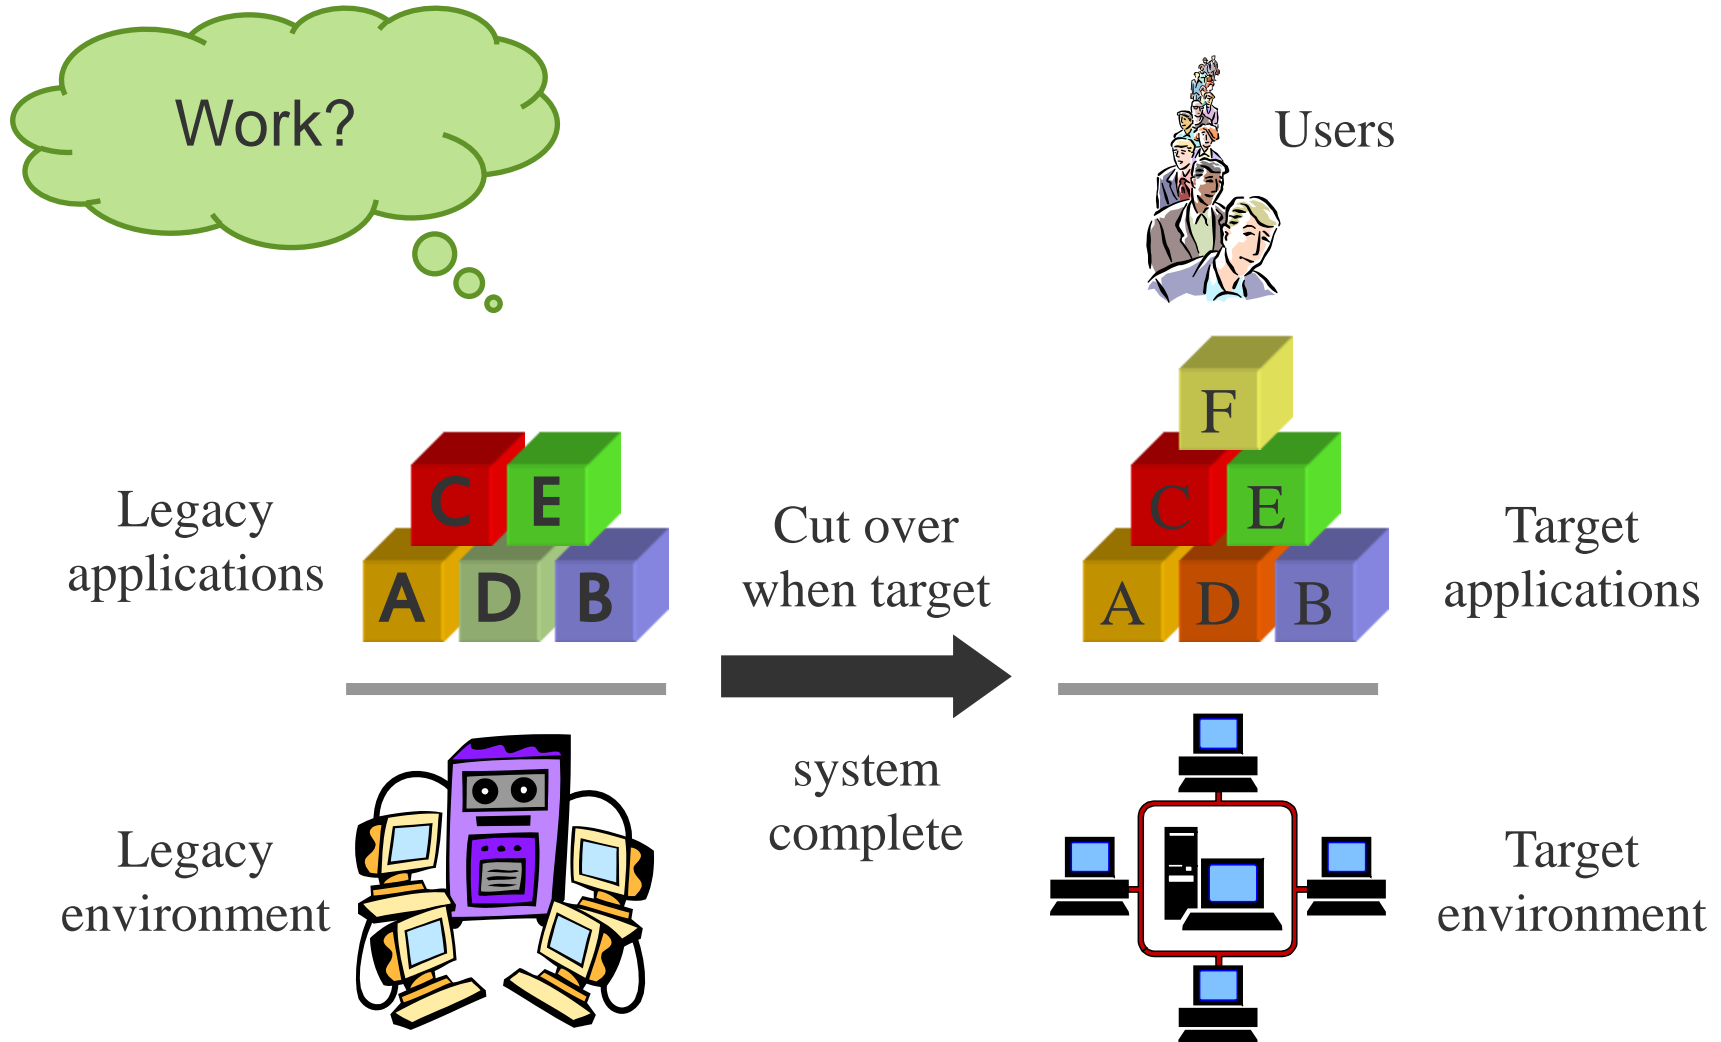 Work?
Users
F
C E
A D B
Legacy
applications
C E
A D B
Cut over
when target
system
complete
Target
applications
Legacy
environment
Target
environment